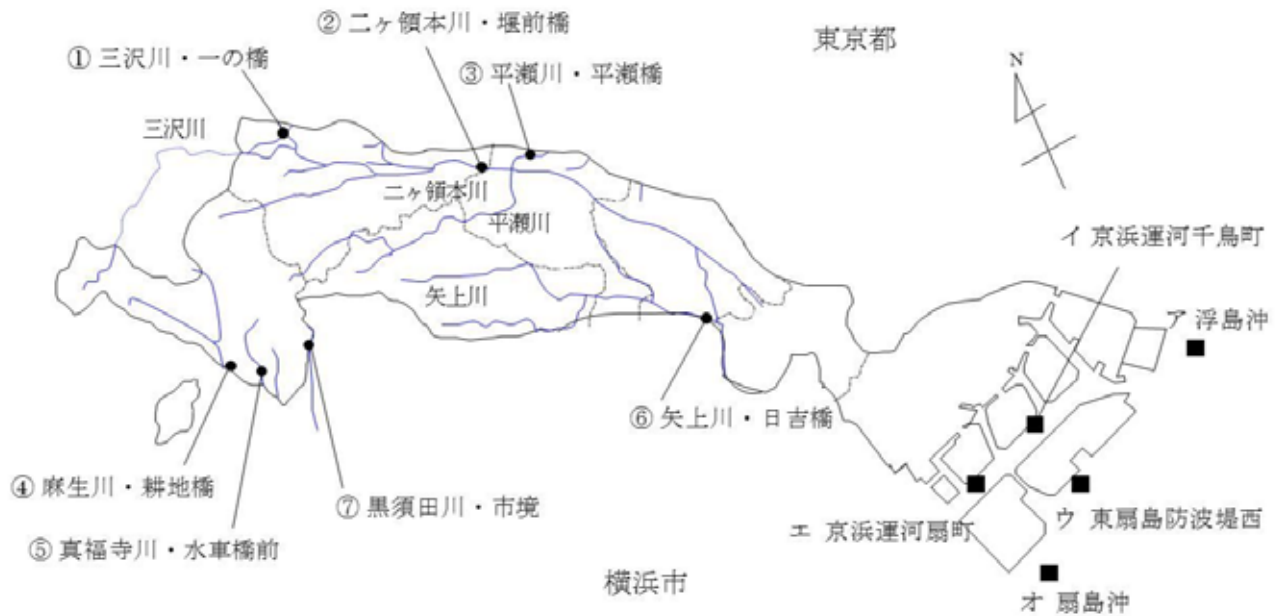 ② 二ヶ領本川・堰前橋
東京都
① 三沢川・一の橋
③ 平瀬川・平瀬橋
N
三沢川
二ヶ領本川
平瀬川
イ 京浜運河千鳥町
矢上川
ア 浮島沖
⑥ 矢上川・日吉橋
④ 麻生川・耕地橋
⑦ 黒須田川・市境
ウ 東扇島防波堤西
エ 京浜運河扇町
⑤ 真福寺川・水車橋前
横浜市
オ 扇島沖